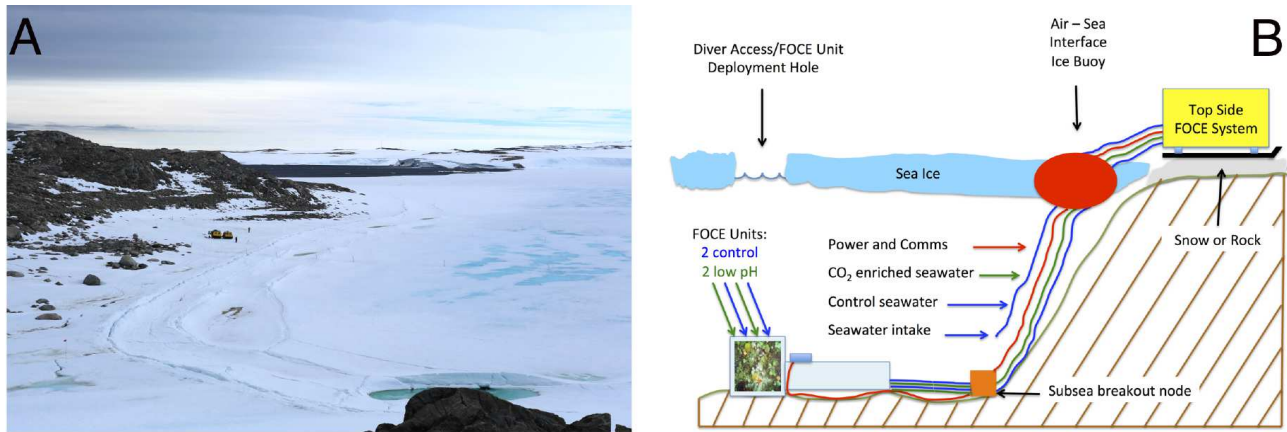 A
B
Diver Access/FOCE Unit
Deployment Hole
Air – Sea
Interface
Ice Buoy
Top Side
FOCE System
Sea Ice
FOCE Units:
2 control
2 low pH
Power and Comms
CO₂ enriched seawater
Control seawater
Seawater intake
Snow or Rock
Subsea breakout node